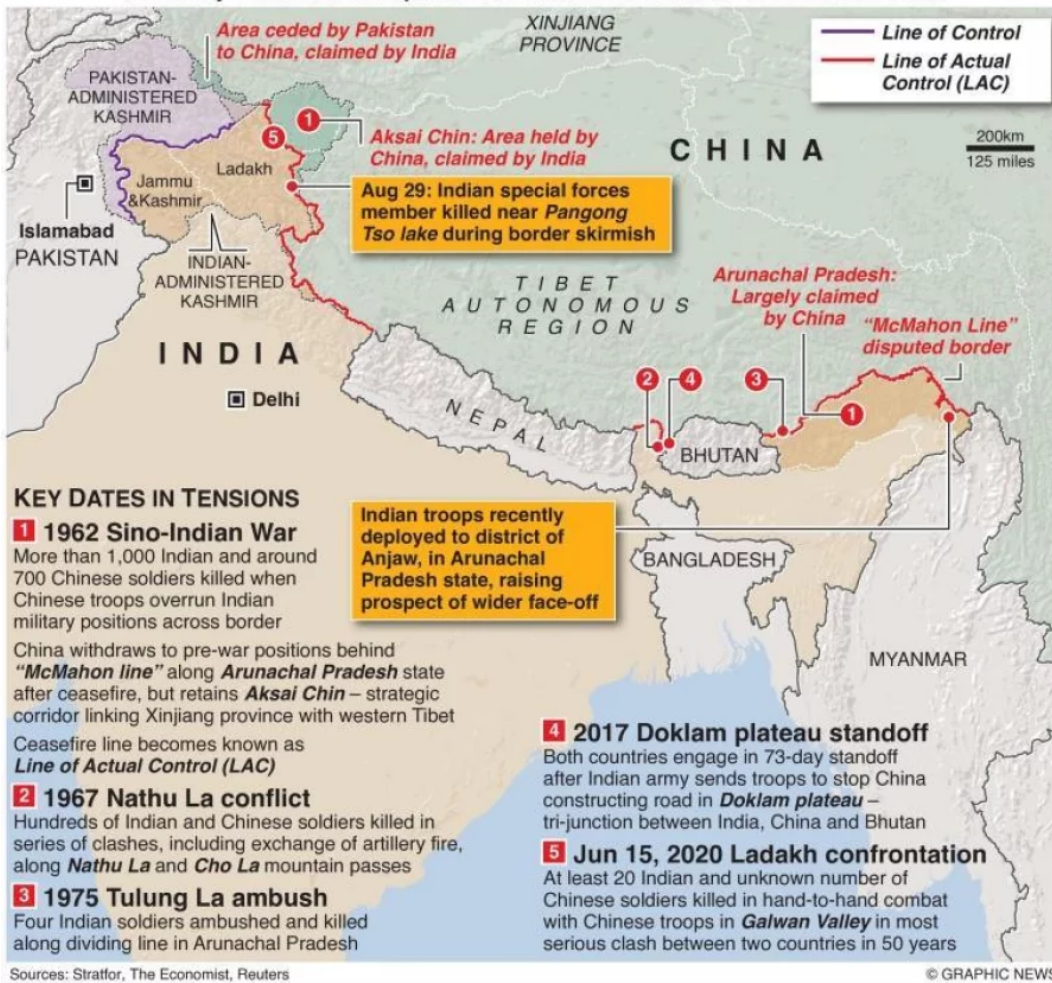 Area ceded by Pakistan
to China, claimed by India
XINJIANG
PROVINCE
Line of Control
Line of Actual
Control (LAC)
PAKISTAN-
ADMINISTERED
KASHMIR
1
5
Aksai Chin: Area held by
China, claimed by India
CHINA
200km
125 miles
Ladakh
Jammu
&Kashmir
Islamabad
PAKISTAN
Aug 29: Indian special forces
member killed near Pangong
Tso lake during border skirmish
INDIAN-
ADMINISTERED
KASHMIR
TIBET
AUTONOMOUS
REGION
Arunachal Pradesh:
Largely claimed
by China
"McMahon Line"
disputed border
INDIA
Delhi
2
4
3
1
NEPAL
BHUTAN
Indian troops recently
deployed to district of
Anjaw, in Arunachal
Pradesh state, raising
prospect of wider face-off
BANGLADESH
MYANMAR
KEY DATES IN TENSIONS
1 1962 Sino-Indian War
More than 1,000 Indian and around
700 Chinese soldiers killed when
Chinese troops overrun Indian
military positions across border
China withdraws to pre-war positions behind
"McMahon line" along Arunachal Pradesh state
after ceasefire, but retains Aksai Chin – strategic
corridor linking Xinjiang province with western Tibet
Ceasefire line becomes known as
Line of Actual Control (LAC)
2 1967 Nathu La conflict
Hundreds of Indian and Chinese soldiers killed in
series of clashes, including exchange of artillery fire,
along Nathu La and Cho La mountain passes
3 1975 Tulung La ambush
Four Indian soldiers ambushed and killed
along dividing line in Arunachal Pradesh
4 2017 Doklam plateau standoff
Both countries engage in 73-day standoff
after Indian army sends troops to stop China
constructing road in Doklam plateau –
tri-junction between India, China and Bhutan
5 Jun 15, 2020 Ladakh confrontation
At least 20 Indian and unknown number of
Chinese soldiers killed in hand-to-hand combat
with Chinese troops in Galwan Valley in most
serious clash between two countries in 50 years
Sources: Stratfor, The Economist, Reuters
© GRAPHIC NEWS